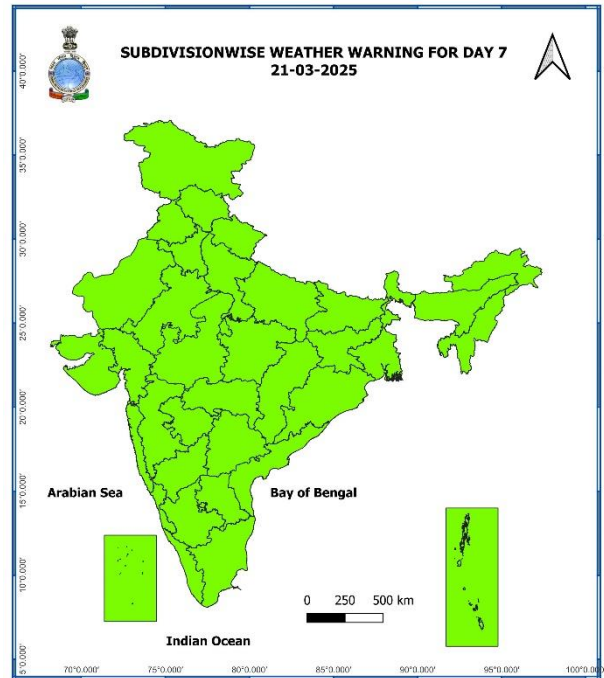 SUBDIVISIONWISE WEATHER WARNING FOR DAY 7
21-03-2025
40°0.000'
35°0.000'
30°0.000'
25°0.000'
20°0.000'
15°0.000'
10°0.000'
5°0.000'
Arabian Sea
Bay of Bengal
0 250 500 km
Indian Ocean
70°0.000' 75°0.000' 80°0.000' 85°0.000' 90°0.000' 95°0.000' 100°0.000'